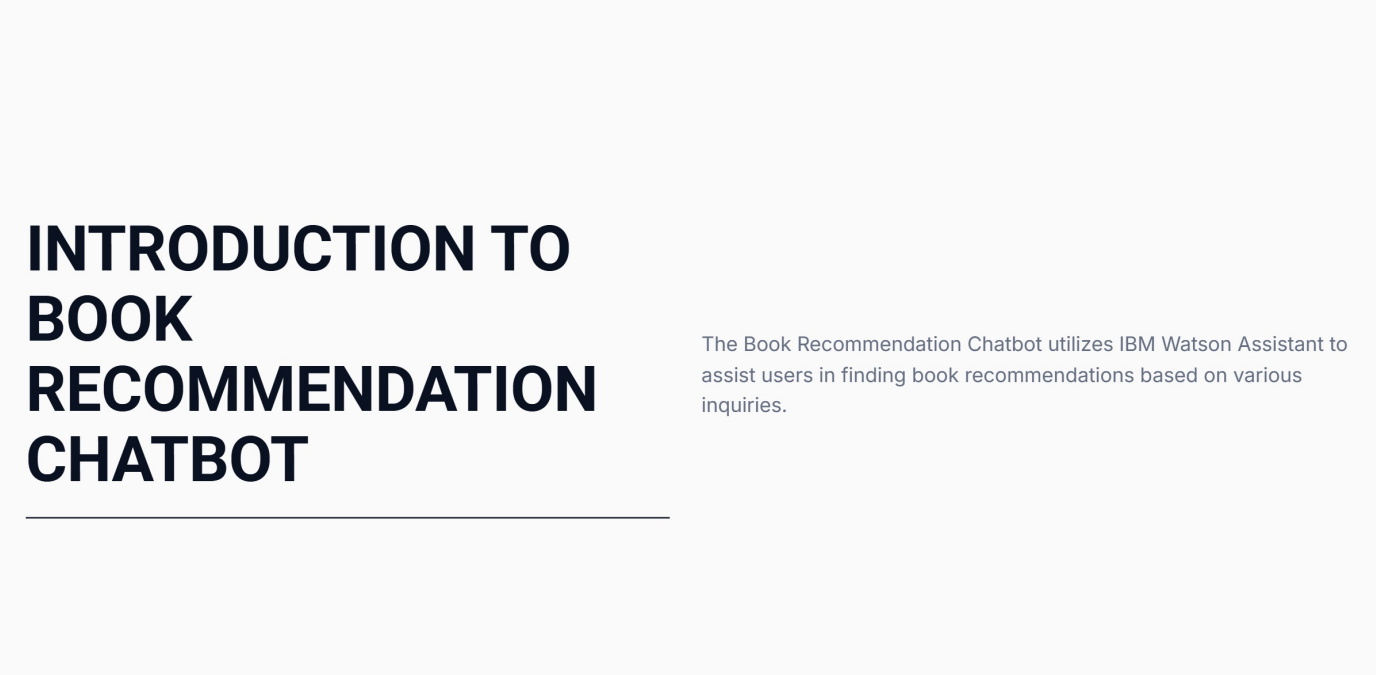 INTRODUCTION TO
BOOK
RECOMMENDATION
CHATBOT
The Book Recommendation Chatbot utilizes IBM Watson Assistant to
assist users in finding book recommendations based on various
inquiries.